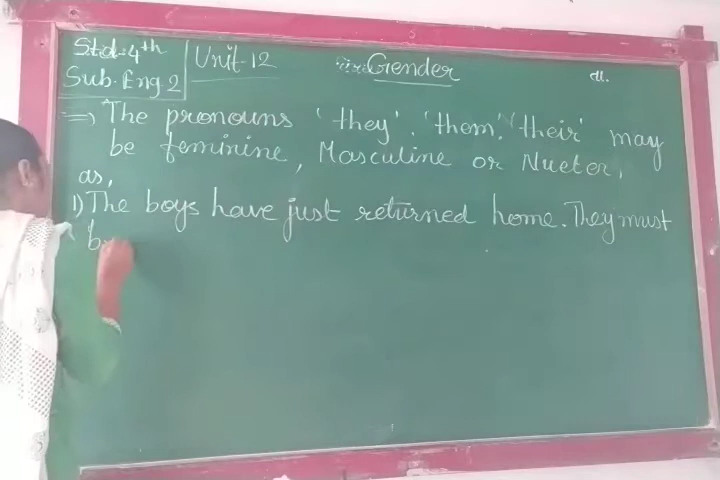 Std-4th
Sub-Eng 2
Unit-12
Gender
⇒ The pronouns 'they', 'them', 'their' may
be feminine, Masculine or Nueter,
as,
1) The boys have just returned home. They must
b